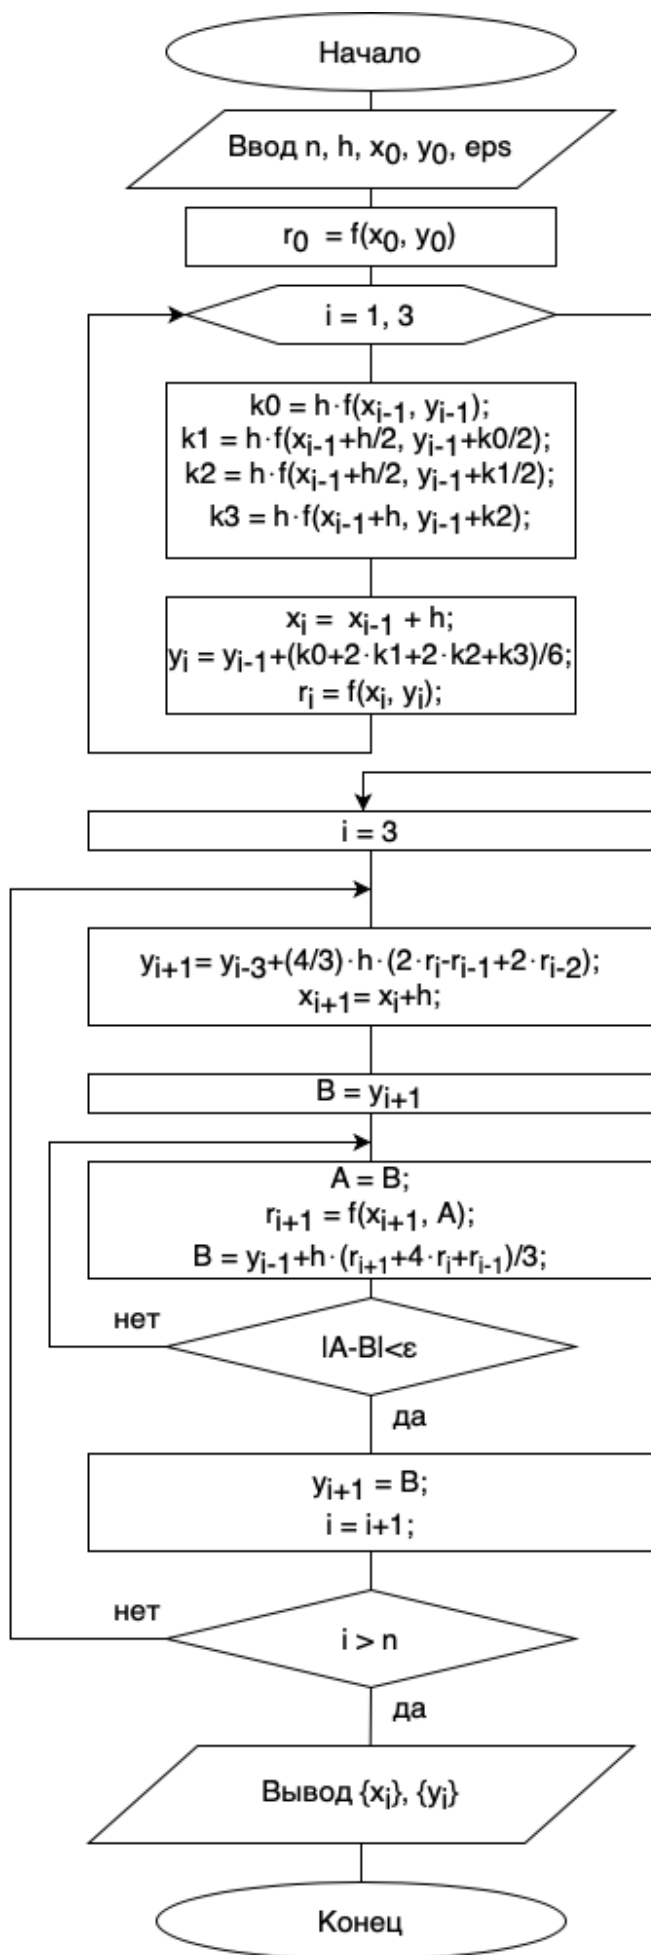 Начало
Ввод n, h, x₀, y₀, eps
r₀ = f(x₀, y₀)
i = 1, 3
k0 = h·f(xᵢ₋₁, yᵢ₋₁);
k1 = h·f(xᵢ₋₁+h/2, yᵢ₋₁+k0/2);
k2 = h·f(xᵢ₋₁+h/2, yᵢ₋₁+k1/2);
k3 = h·f(xᵢ₋₁+h, yᵢ₋₁+k2);
xᵢ = xᵢ₋₁ + h;
yᵢ = yᵢ₋₁+(k0+2·k1+2·k2+k3)/6;
rᵢ = f(xᵢ, yᵢ);
i = 3
yᵢ₊₁= yᵢ₋₃+(4/3)·h·(2·rᵢ-rᵢ₋₁+2·rᵢ₋₂);
xᵢ₊₁= xᵢ+h;
B = yᵢ₊₁
A = B;
rᵢ₊₁ = f(xᵢ₊₁, A);
B = yᵢ₋₁+h·(rᵢ₊₁+4·rᵢ+rᵢ₋₁)/3;
нет
|A-B|<ε
да
yᵢ₊₁ = B;
i = i+1;
нет
i > n
да
Вывод {xᵢ}, {yᵢ}
Конец